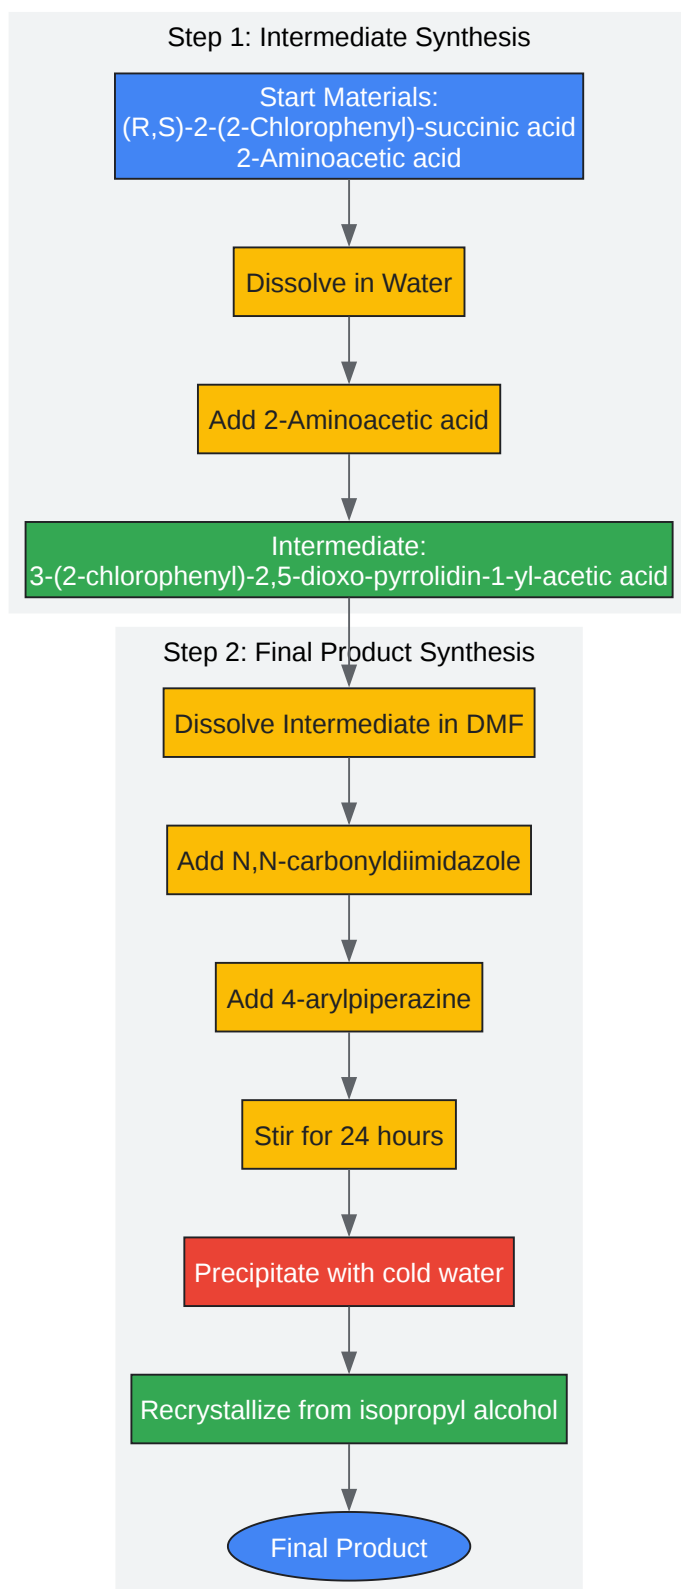 Step 1: Intermediate Synthesis
Start Materials:
(R,S)-2-(2-Chlorophenyl)-succinic acid
2-Aminoacetic acid
Dissolve in Water
Add 2-Aminoacetic acid
Intermediate:
3-(2-chlorophenyl)-2,5-dioxo-pyrrolidin-1-yl-acetic acid
Step 2: Final Product Synthesis
Dissolve Intermediate in DMF
Add N,N-carbonyldiimidazole
Add 4-arylpiperazine
Stir for 24 hours
Precipitate with cold water
Recrystallize from isopropyl alcohol
Final Product